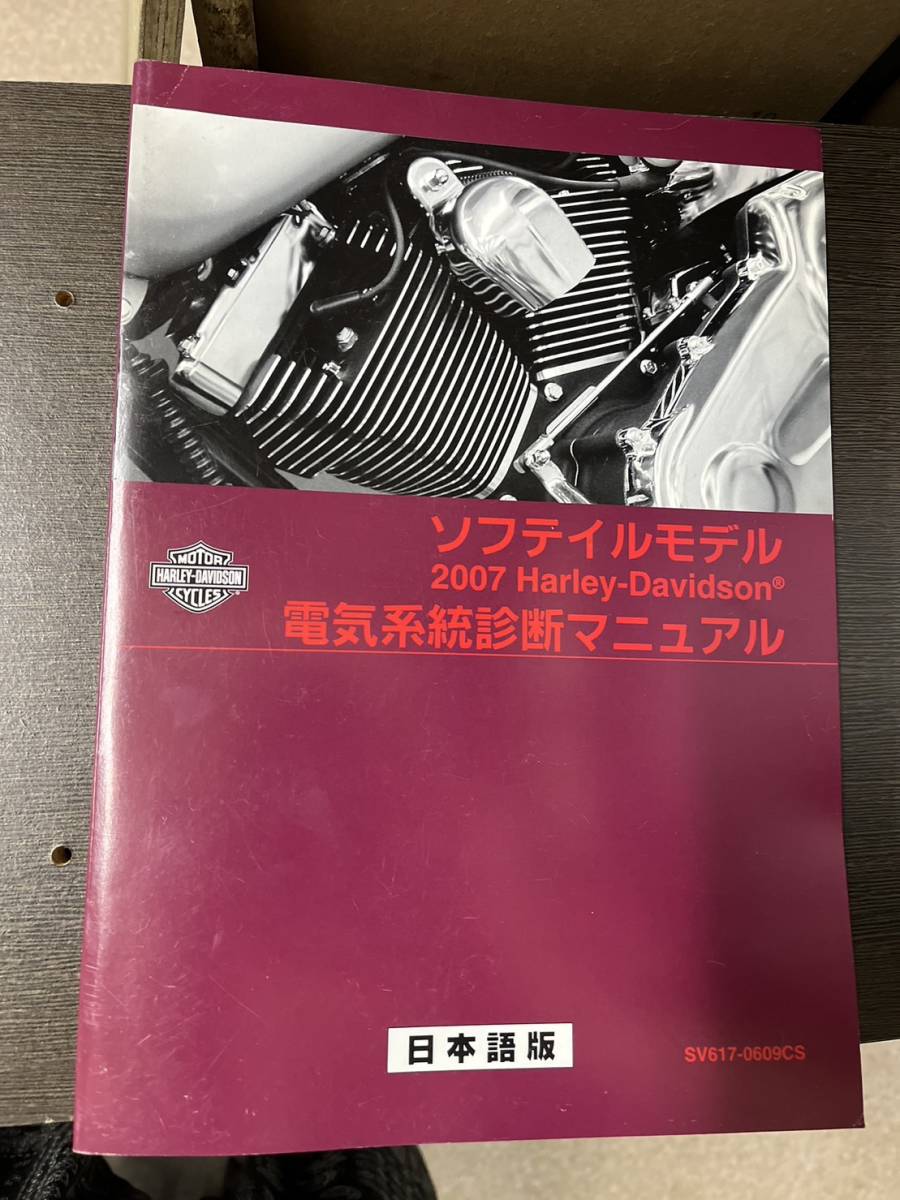 ソフテイルモデル
2007 Harley-Davidson®
電気系統診断マニュアル
MOTOR
HARLEY-DAVIDSON
CYCLES
日本語版
SV617-0609CS